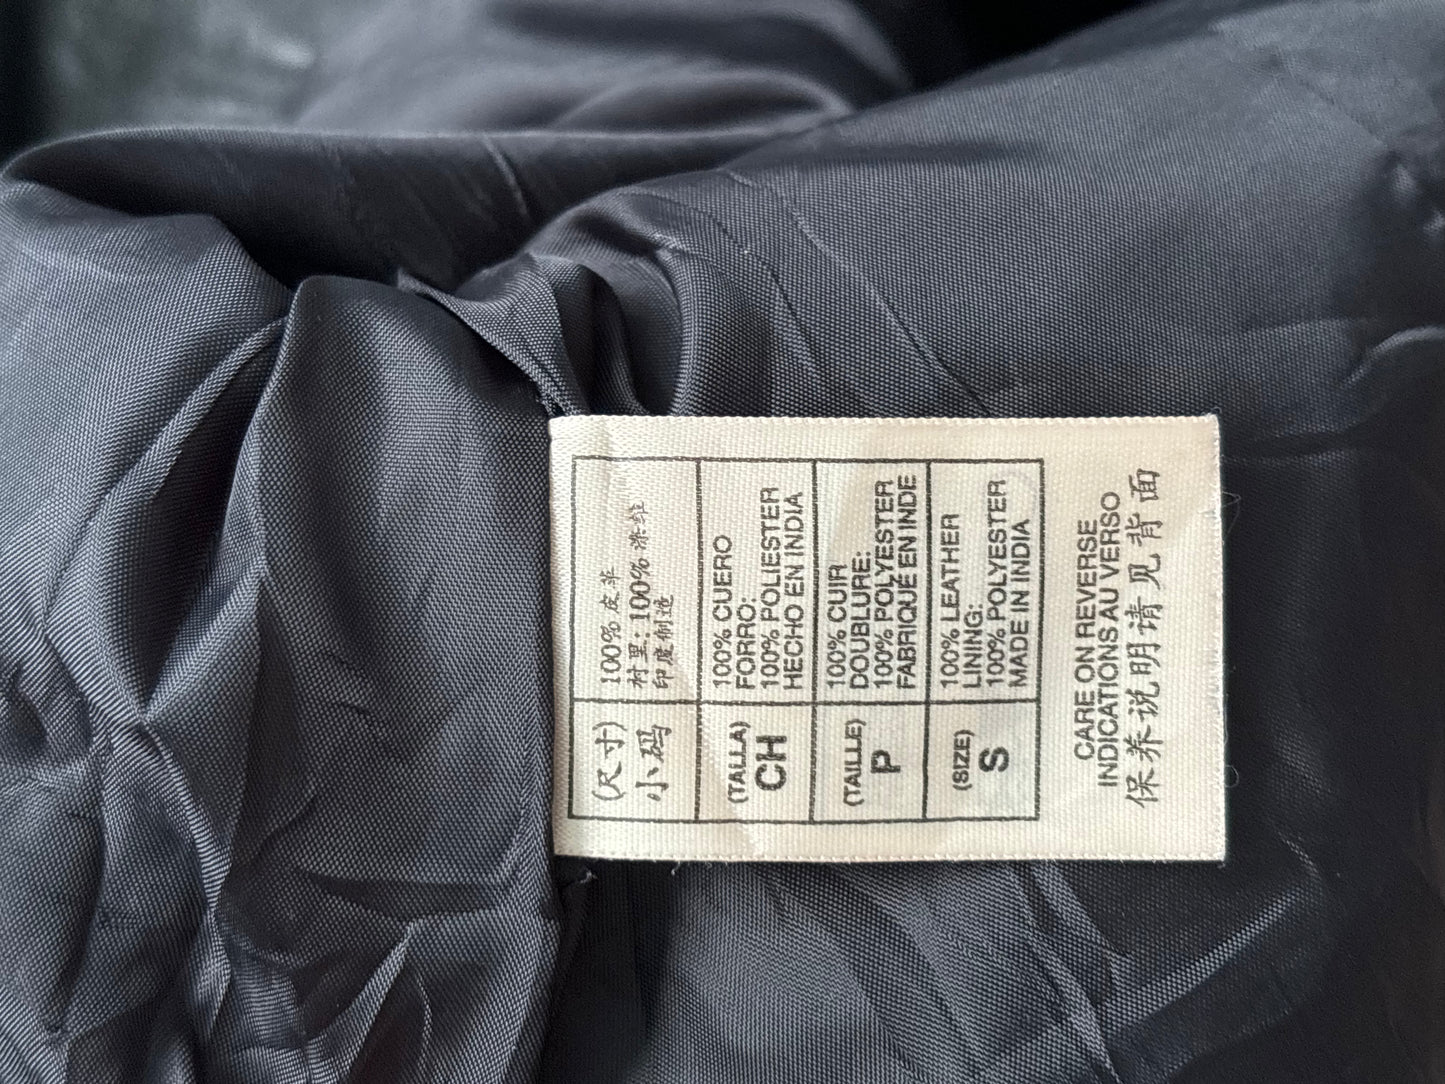 (尺寸)
小码
100% 皮革
衬里: 100% 涤纶
印度制造
(TALLA)
CH
100% CUERO
FORRO:
100% POLIESTER
HECHO EN INDIA
(TAILLE)
P
100% CUIR
DOUBLURE:
100% POLYESTER
FABRIQUÉ EN INDE
(SIZE)
S
100% LEATHER
LINING:
100% POLYESTER
MADE IN INDIA
CARE ON REVERSE
INDICATIONS AU VERSO
保养说明请见背面